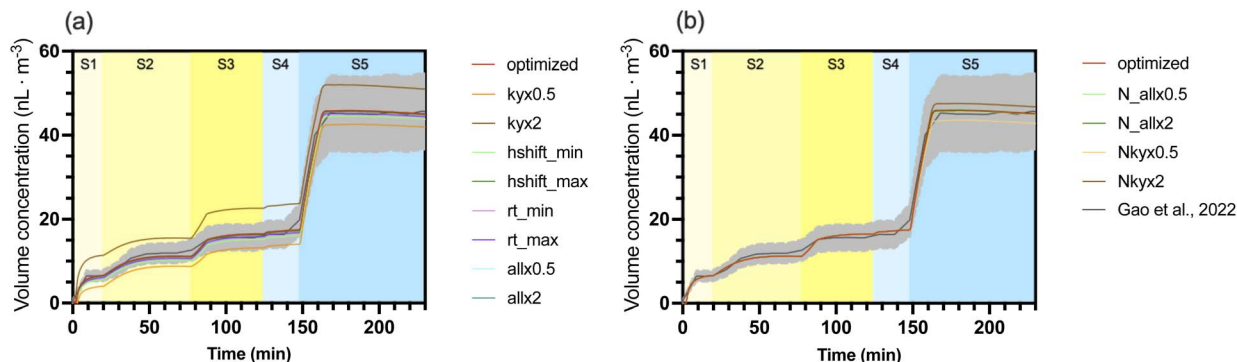 (a)
Volume concentration (nL · m⁻³)
60
40
20
0
S1 S2 S3 S4 S5
0 50 100 150 200
Time (min)
optimized
kyx0.5
kyx2
hshift_min
hshift_max
rt_min
rt_max
allx0.5
allx2
(b)
Volume concentration (nL · m⁻³)
60
40
20
0
S1 S2 S3 S4 S5
0 50 100 150 200
Time (min)
optimized
N_allx0.5
N_allx2
Nkyx0.5
Nkyx2
Gao et al., 2022